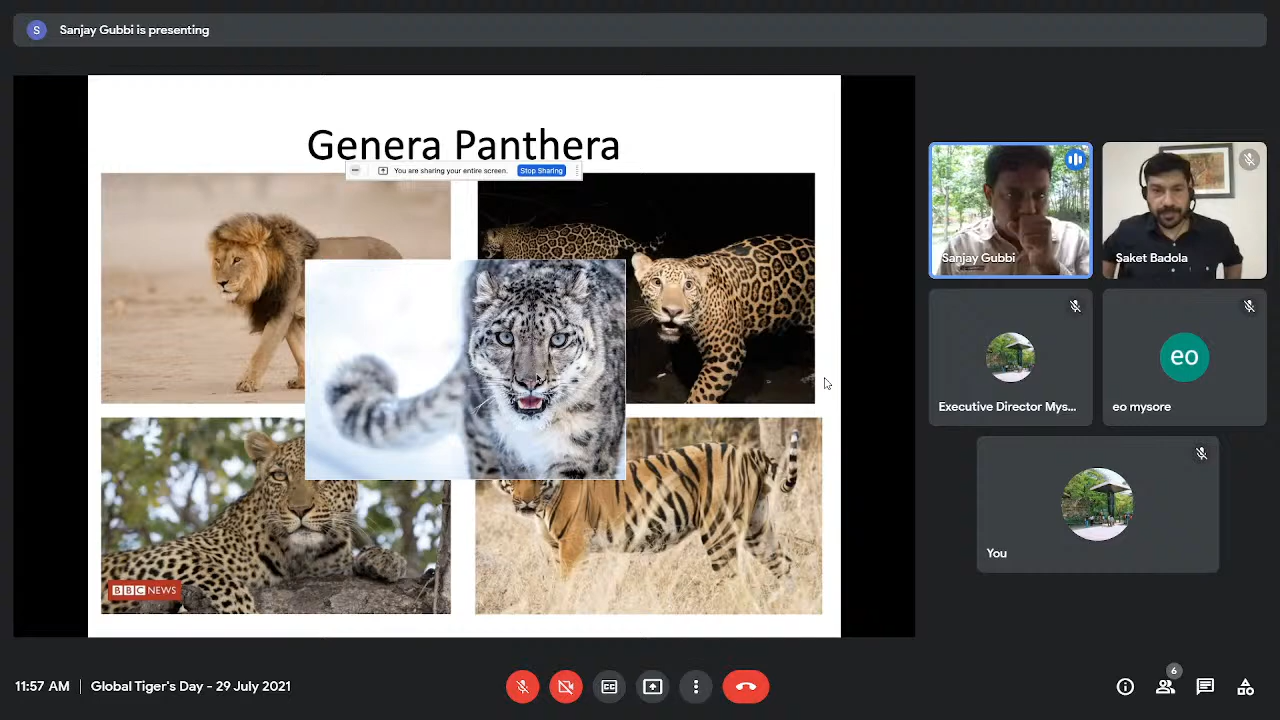 S
Sanjay Gubbi is presenting
Genera Panthera
You are sharing your entire screen.
Stop Sharing
BBC NEWS
Sanjay Gubbi
Saket Badola
Executive Director Mys...
eo
eo mysore
You
11:57 AM | Global Tiger's Day - 29 July 2021
CC
6